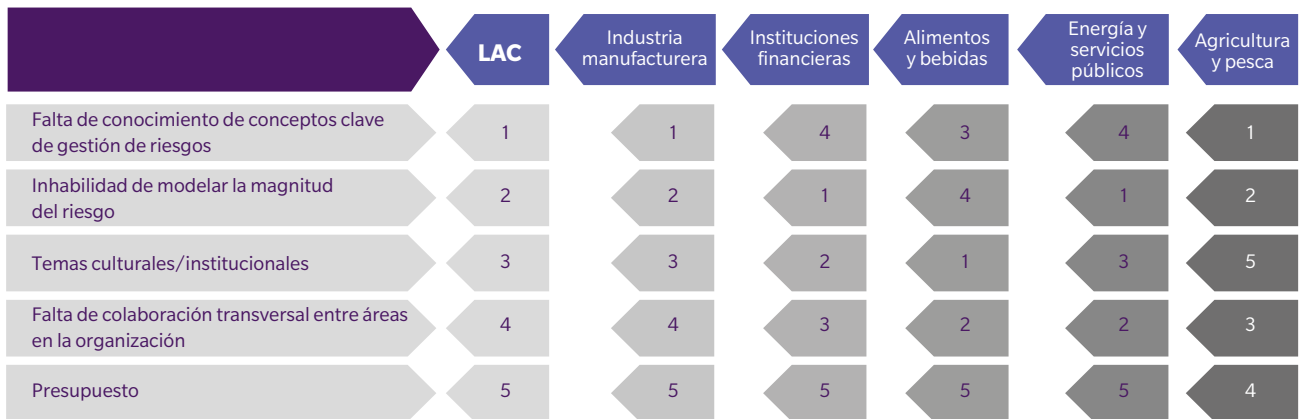 LAC
Industria
manufacturera
Instituciones
financieras
Alimentos
y bebidas
Energía y
servicios
públicos
Agricultura
y pesca
Falta de conocimiento de conceptos clave
de gestión de riesgos
1 1 4 3 4 1
Inhabilidad de modelar la magnitud
del riesgo
2 2 1 4 1 2
Temas culturales/institucionales
3 3 2 1 3 5
Falta de colaboración transversal entre áreas
en la organización
4 4 3 2 2 3
Presupuesto
5 5 5 5 5 4